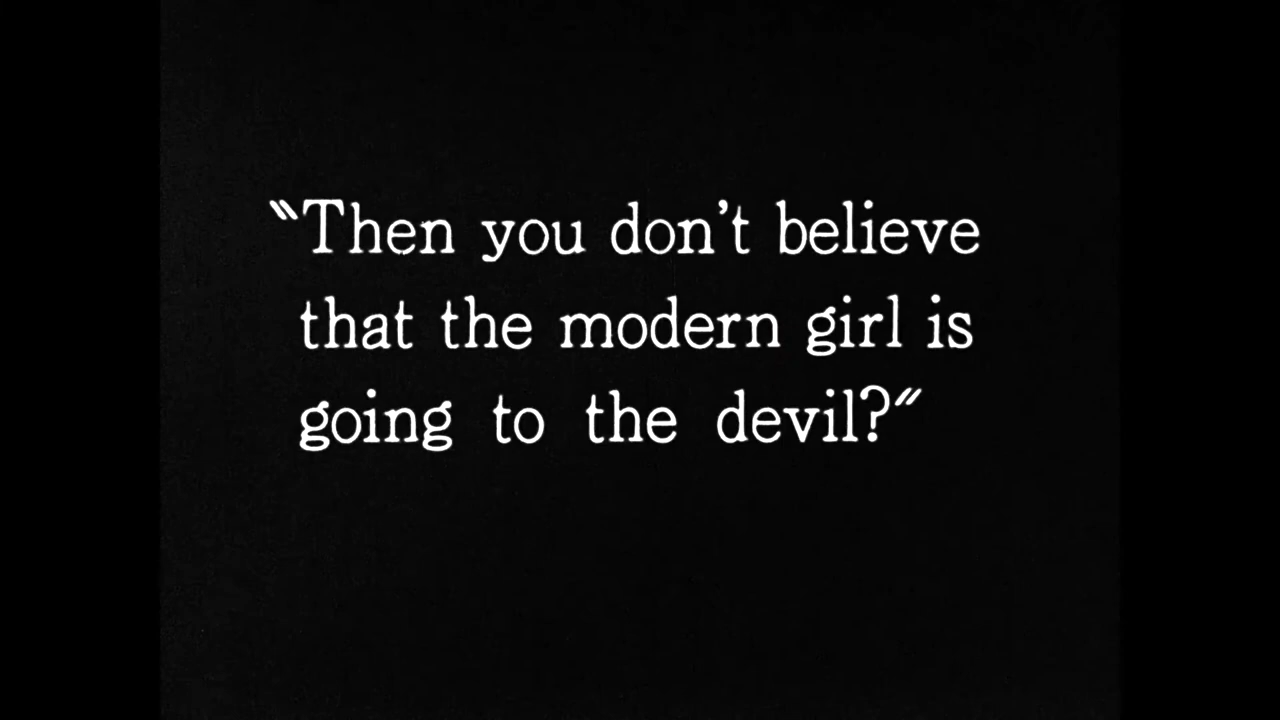 “Then you don't believe
that the modern girl is
going to the devil?”